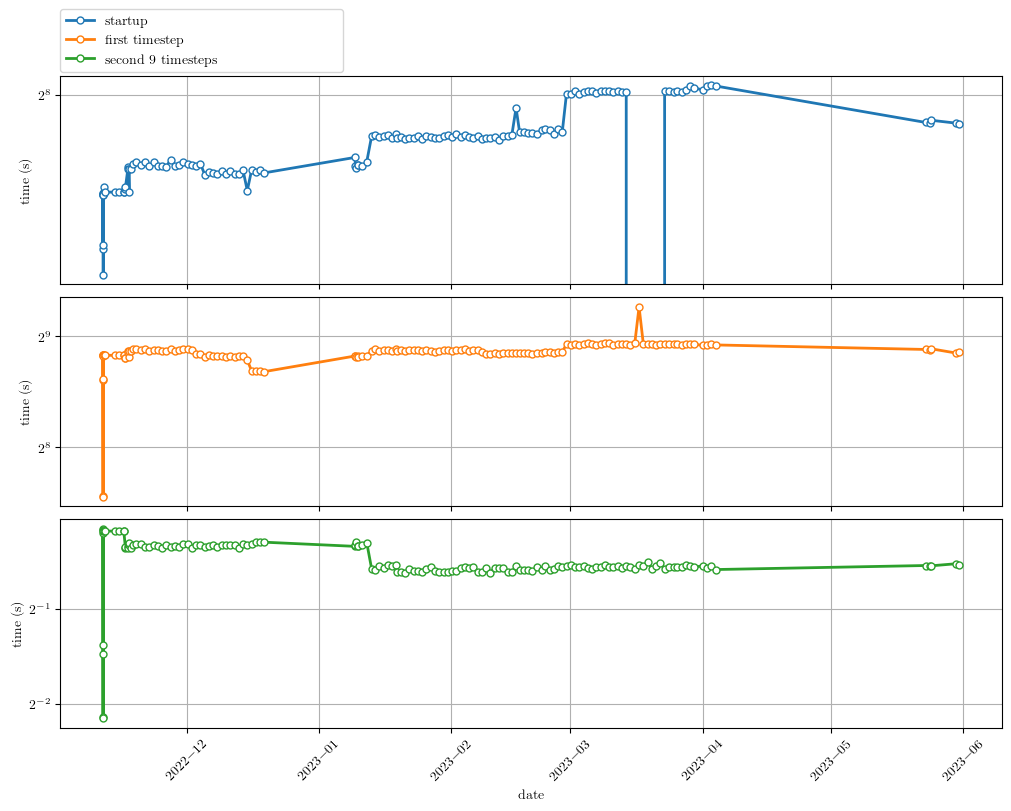 startup
first timestep
second 9 timesteps
2^8
time (s)
2^9
2^8
time (s)
2^−1
2^−2
time (s)
2022−12
2023−01
2023−02
2023−03
2023−04
2023−05
2023−06
date